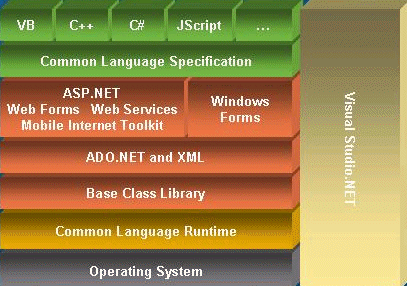 VB C++ C# JScript ...
Common Language Specification
ASP.NET
Web Forms Web Services
Mobile Internet Toolkit
Windows
Forms
ADO.NET and XML
Base Class Library
Common Language Runtime
Operating System
Visual Studio.NET